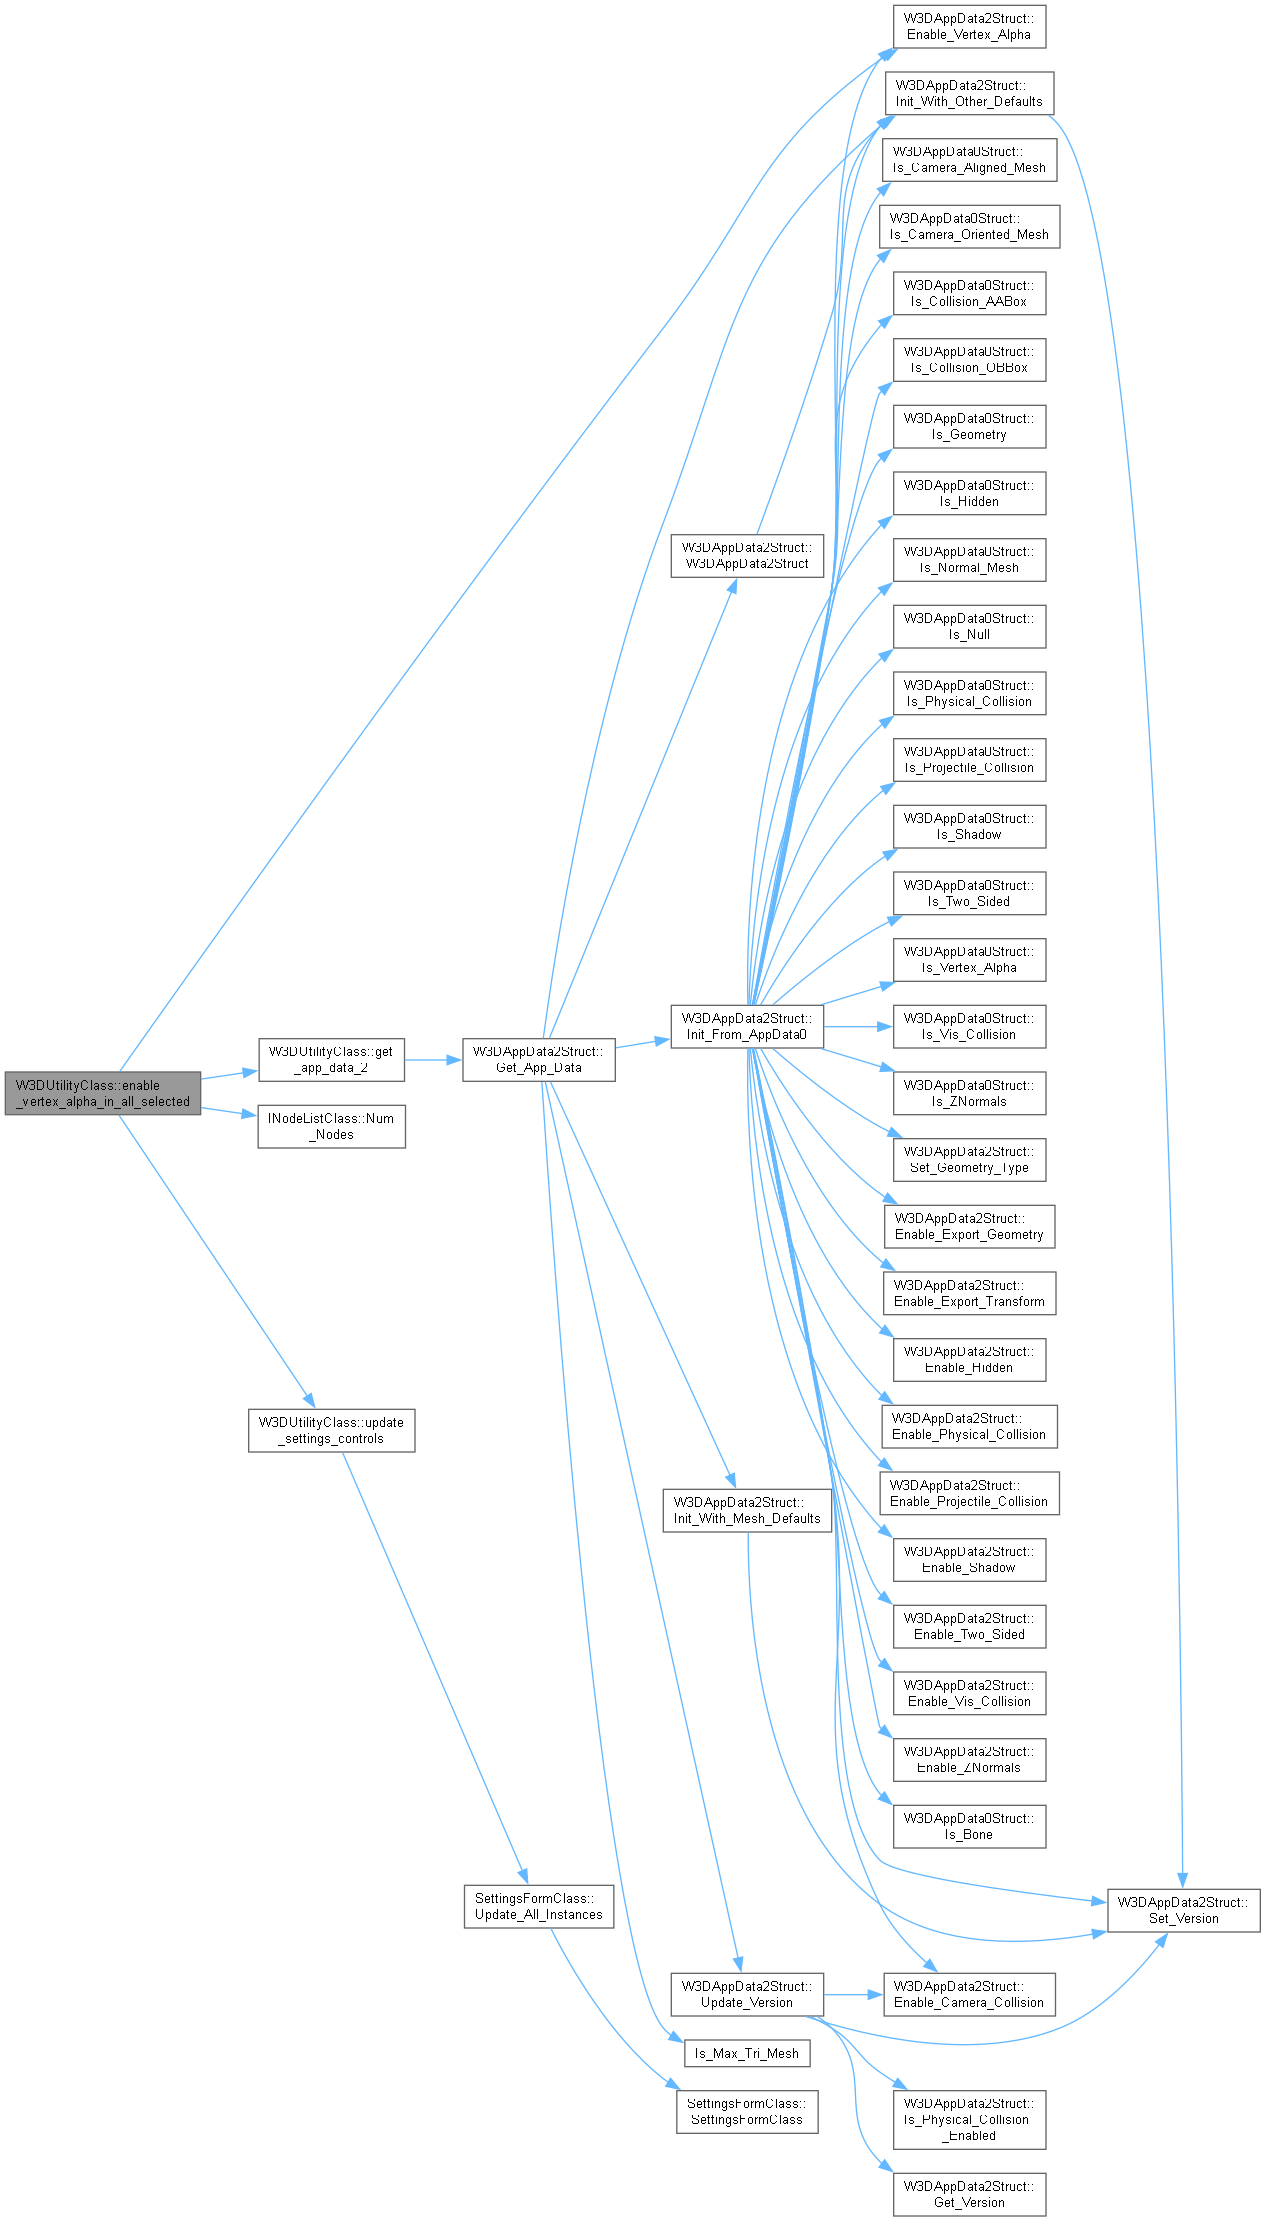 W3DAppData2Struct::
Enable_Vertex_Alpha
W3DAppData2Struct::
Init_With_Other_Defaults
W3DAppData0Struct::
Is_Camera_Aligned_Mesh
W3DAppData0Struct::
Is_Camera_Oriented_Mesh
W3DAppData0Struct::
Is_Collision_AABox
W3DAppData0Struct::
Is_Collision_OBBox
W3DAppData0Struct::
Is_Geometry
W3DAppData0Struct::
Is_Hidden
W3DAppData2Struct::
W3DAppData2Struct
W3DAppData0Struct::
Is_Normal_Mesh
W3DAppData0Struct::
Is_Null
W3DAppData0Struct::
Is_Physical_Collision
W3DAppData0Struct::
Is_Projectile_Collision
W3DAppData0Struct::
Is_Shadow
W3DAppData0Struct::
Is_Two_Sided
W3DAppData0Struct::
Is_Vertex_Alpha
W3DAppData2Struct::
Init_From_AppData0
W3DAppData0Struct::
Is_Vis_Collision
W3DUtilityClass::get
_app_data_2
W3DAppData2Struct::
Get_App_Data
W3DUtilityClass::enable
_vertex_alpha_in_all_selected
W3DAppData0Struct::
Is_ZNormals
INodeListClass::Num
_Nodes
W3DAppData2Struct::
Set_Geometry_Type
W3DAppData2Struct::
Enable_Export_Geometry
W3DAppData2Struct::
Enable_Export_Transform
W3DAppData2Struct::
Enable_Hidden
W3DUtilityClass::update
_settings_controls
W3DAppData2Struct::
Enable_Physical_Collision
W3DAppData2Struct::
Enable_Projectile_Collision
W3DAppData2Struct::
Init_With_Mesh_Defaults
W3DAppData2Struct::
Enable_Shadow
W3DAppData2Struct::
Enable_Two_Sided
W3DAppData2Struct::
Enable_Vis_Collision
W3DAppData2Struct::
Enable_ZNormals
W3DAppData0Struct::
Is_Bone
SettingsFormClass::
Update_All_Instances
W3DAppData2Struct::
Set_Version
W3DAppData2Struct::
Update_Version
W3DAppData2Struct::
Enable_Camera_Collision
Is_Max_Tri_Mesh
SettingsFormClass::
SettingsFormClass
W3DAppData2Struct::
Is_Physical_Collision
_Enabled
W3DAppData2Struct::
Get_Version